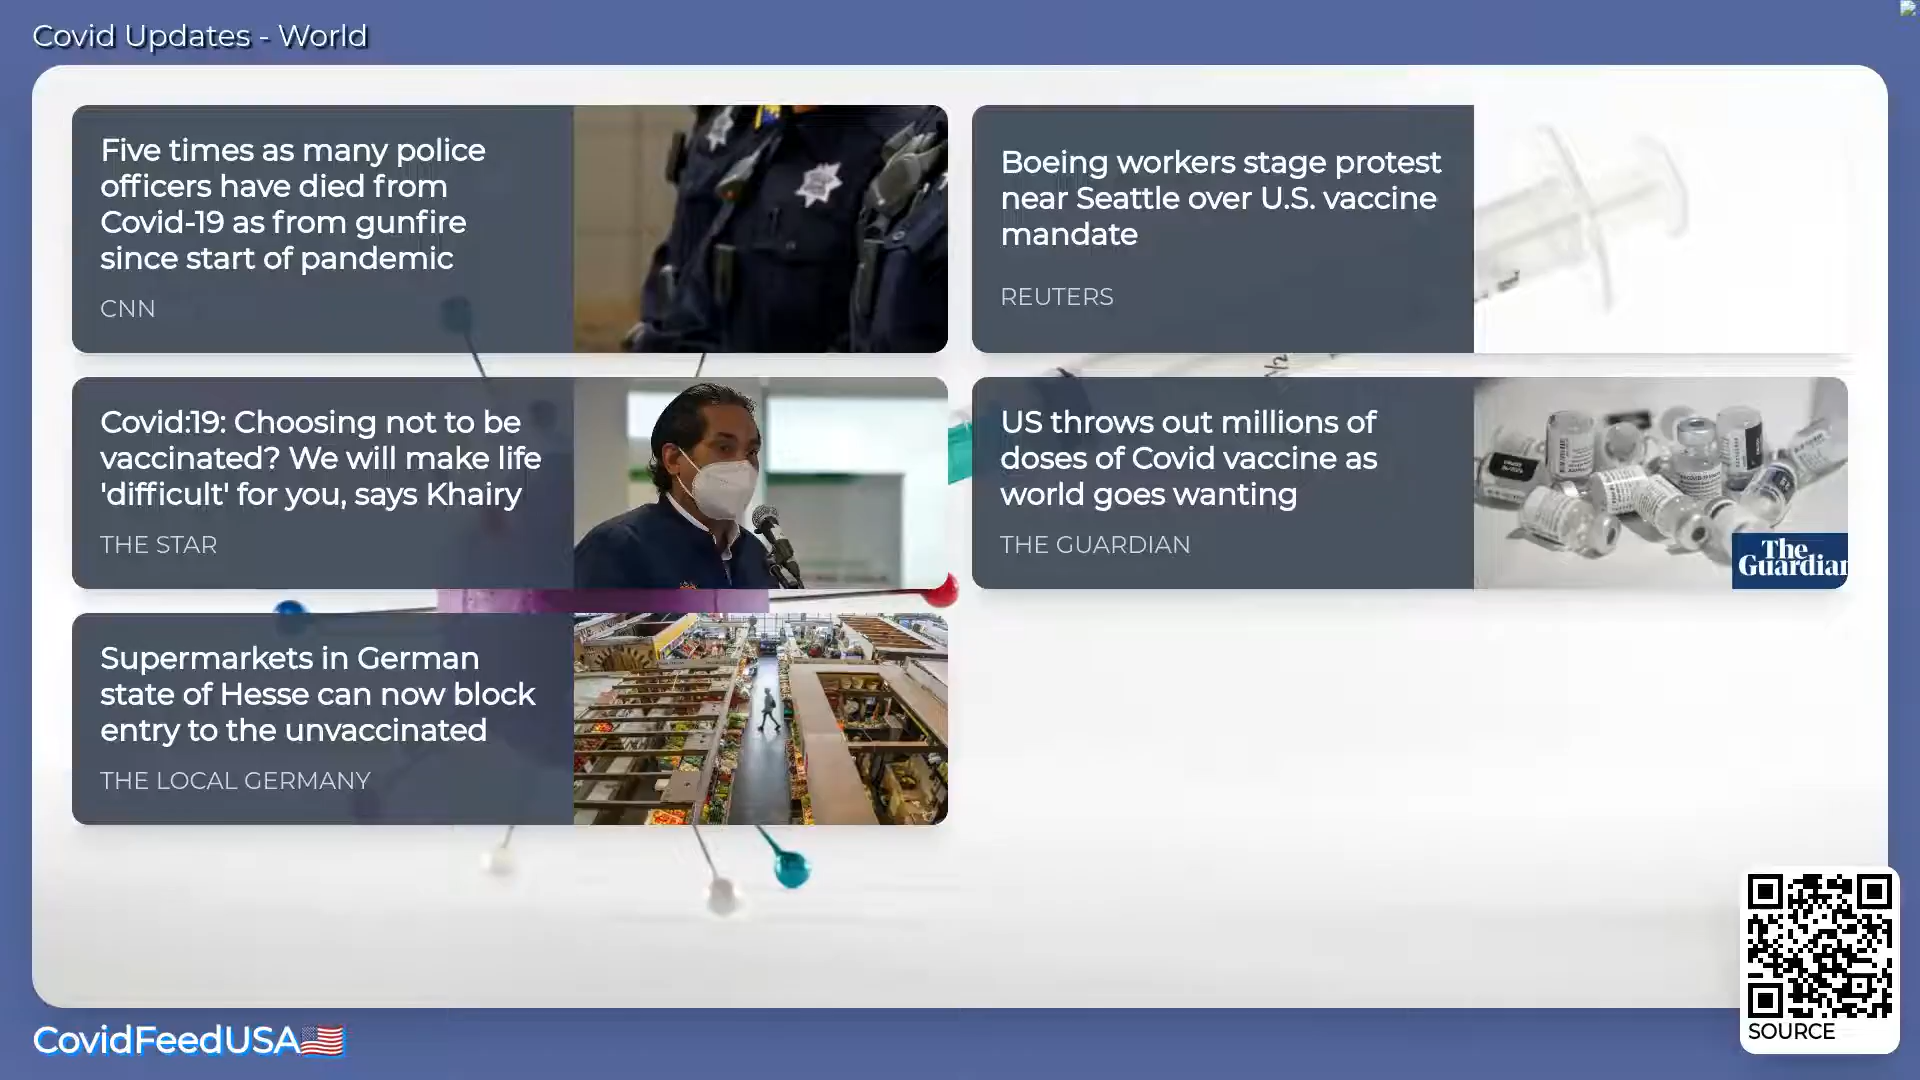 Covid Updates - World
Five times as many police
officers have died from
Covid-19 as from gunfire
since start of pandemic
CNN
Boeing workers stage protest
near Seattle over U.S. vaccine
mandate
REUTERS
Covid:19: Choosing not to be
vaccinated? We will make life
'difficult' for you, says Khairy
THE STAR
US throws out millions of
doses of Covid vaccine as
world goes wanting
THE GUARDIAN
The
Guardian
Supermarkets in German
state of Hesse can now block
entry to the unvaccinated
THE LOCAL GERMANY
CovidFeedUSA
SOURCE